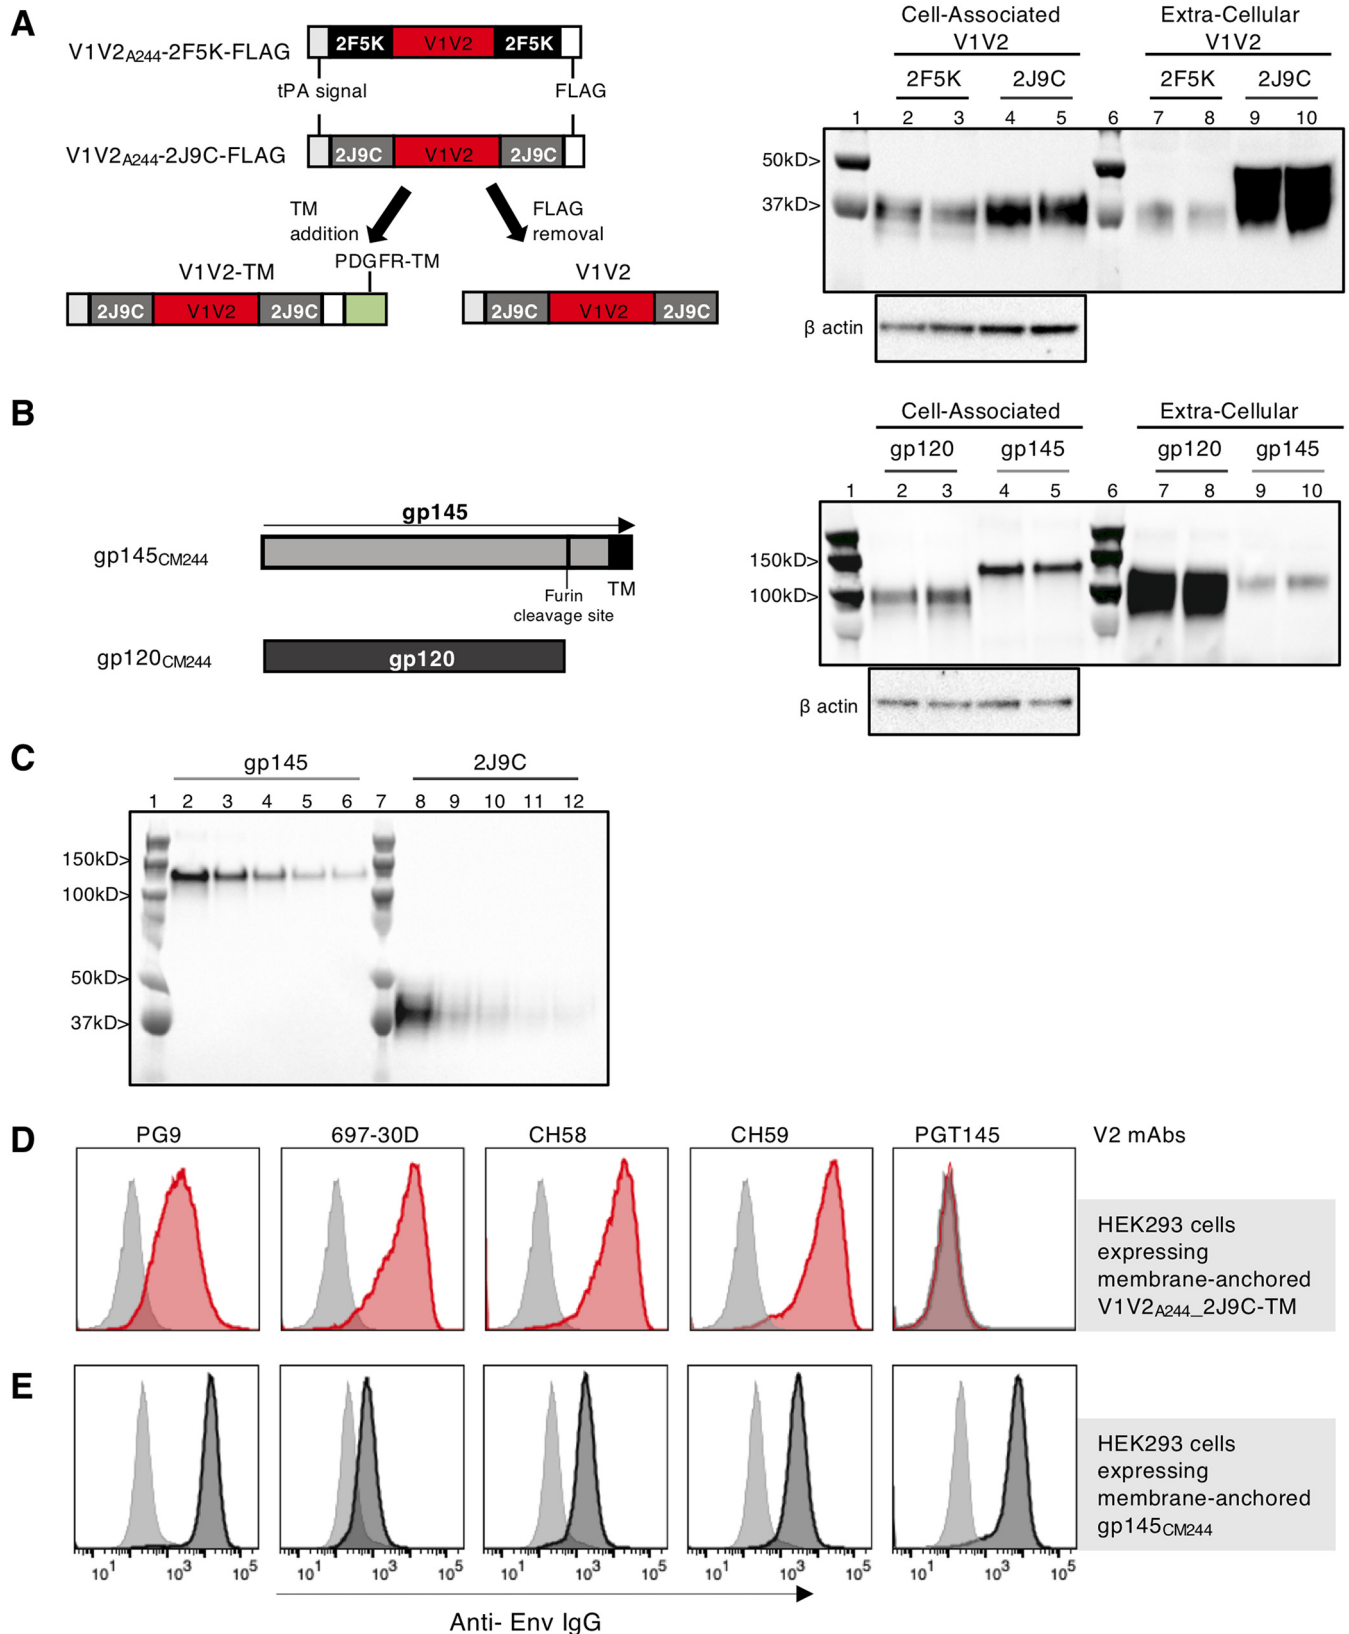 A
V1V2A244-2F5K-FLAG
2F5K V1V2 2F5K
tPA signal FLAG
V1V2A244-2J9C-FLAG
2J9C V1V2 2J9C
TM addition
FLAG removal
PDGFR-TM
V1V2-TM
2J9C V1V2 2J9C
V1V2
2J9C V1V2 2J9C
Cell-Associated V1V2
Extra-Cellular V1V2
2F5K 2J9C 2F5K 2J9C
1 2 3 4 5 6 7 8 9 10
50kD>
37kD>
β actin
B
gp145
gp145CM244
Furin cleavage site
TM
gp120CM244
gp120
Cell-Associated Extra-Cellular
gp120 gp145 gp120 gp145
1 2 3 4 5 6 7 8 9 10
150kD>
100kD>
β actin
C
gp145 2J9C
1 2 3 4 5 6 7 8 9 10 11 12
150kD>
100kD>
50kD>
37kD>
D
PG9 697-30D CH58 CH59 PGT145 V2 mAbs
HEK293 cells
expressing
membrane-anchored
V1V2A244_2J9C-TM
E
HEK293 cells
expressing
membrane-anchored
gp145CM244
10¹ 10³ 10⁵ 10¹ 10³ 10⁵ 10¹ 10³ 10⁵ 10¹ 10³ 10⁵ 10¹ 10³ 10⁵
Anti- Env IgG